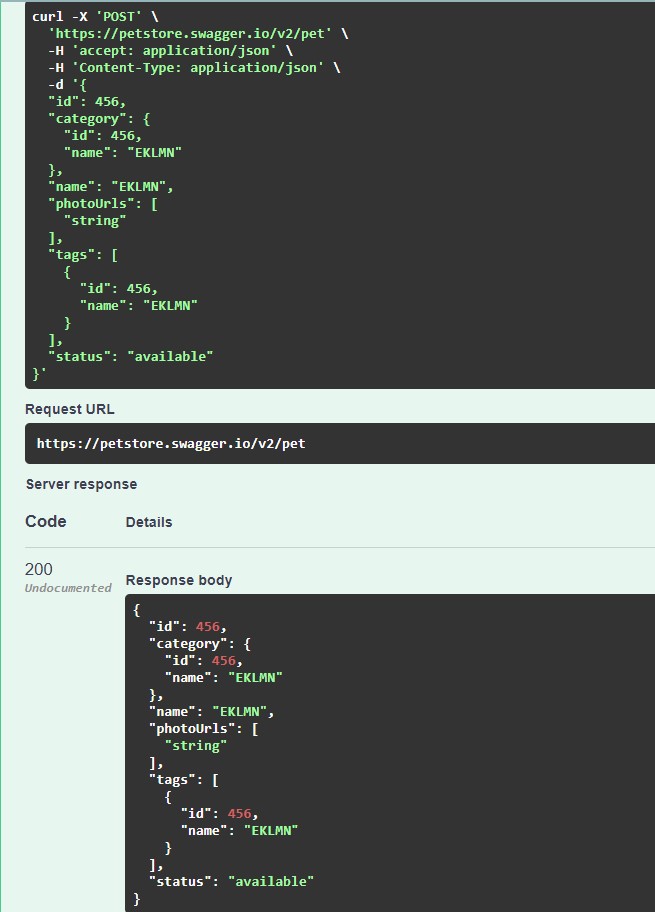 curl -X 'POST' \
  'https://petstore.swagger.io/v2/pet' \
  -H 'accept: application/json' \
  -H 'Content-Type: application/json' \
  -d '{
  "id": 456,
  "category": {
    "id": 456,
    "name": "EKLMN"
  },
  "name": "EKLMN",
  "photoUrls": [
    "string"
  ],
  "tags": [
    {
      "id": 456,
      "name": "EKLMN"
    }
  ],
  "status": "available"
}'
Request URL
https://petstore.swagger.io/v2/pet
Server response
Code Details
200
Undocumented
Response body
{
  "id": 456,
  "category": {
    "id": 456,
    "name": "EKLMN"
  },
  "name": "EKLMN",
  "photoUrls": [
    "string"
  ],
  "tags": [
    {
      "id": 456,
      "name": "EKLMN"
    }
  ],
  "status": "available"
}